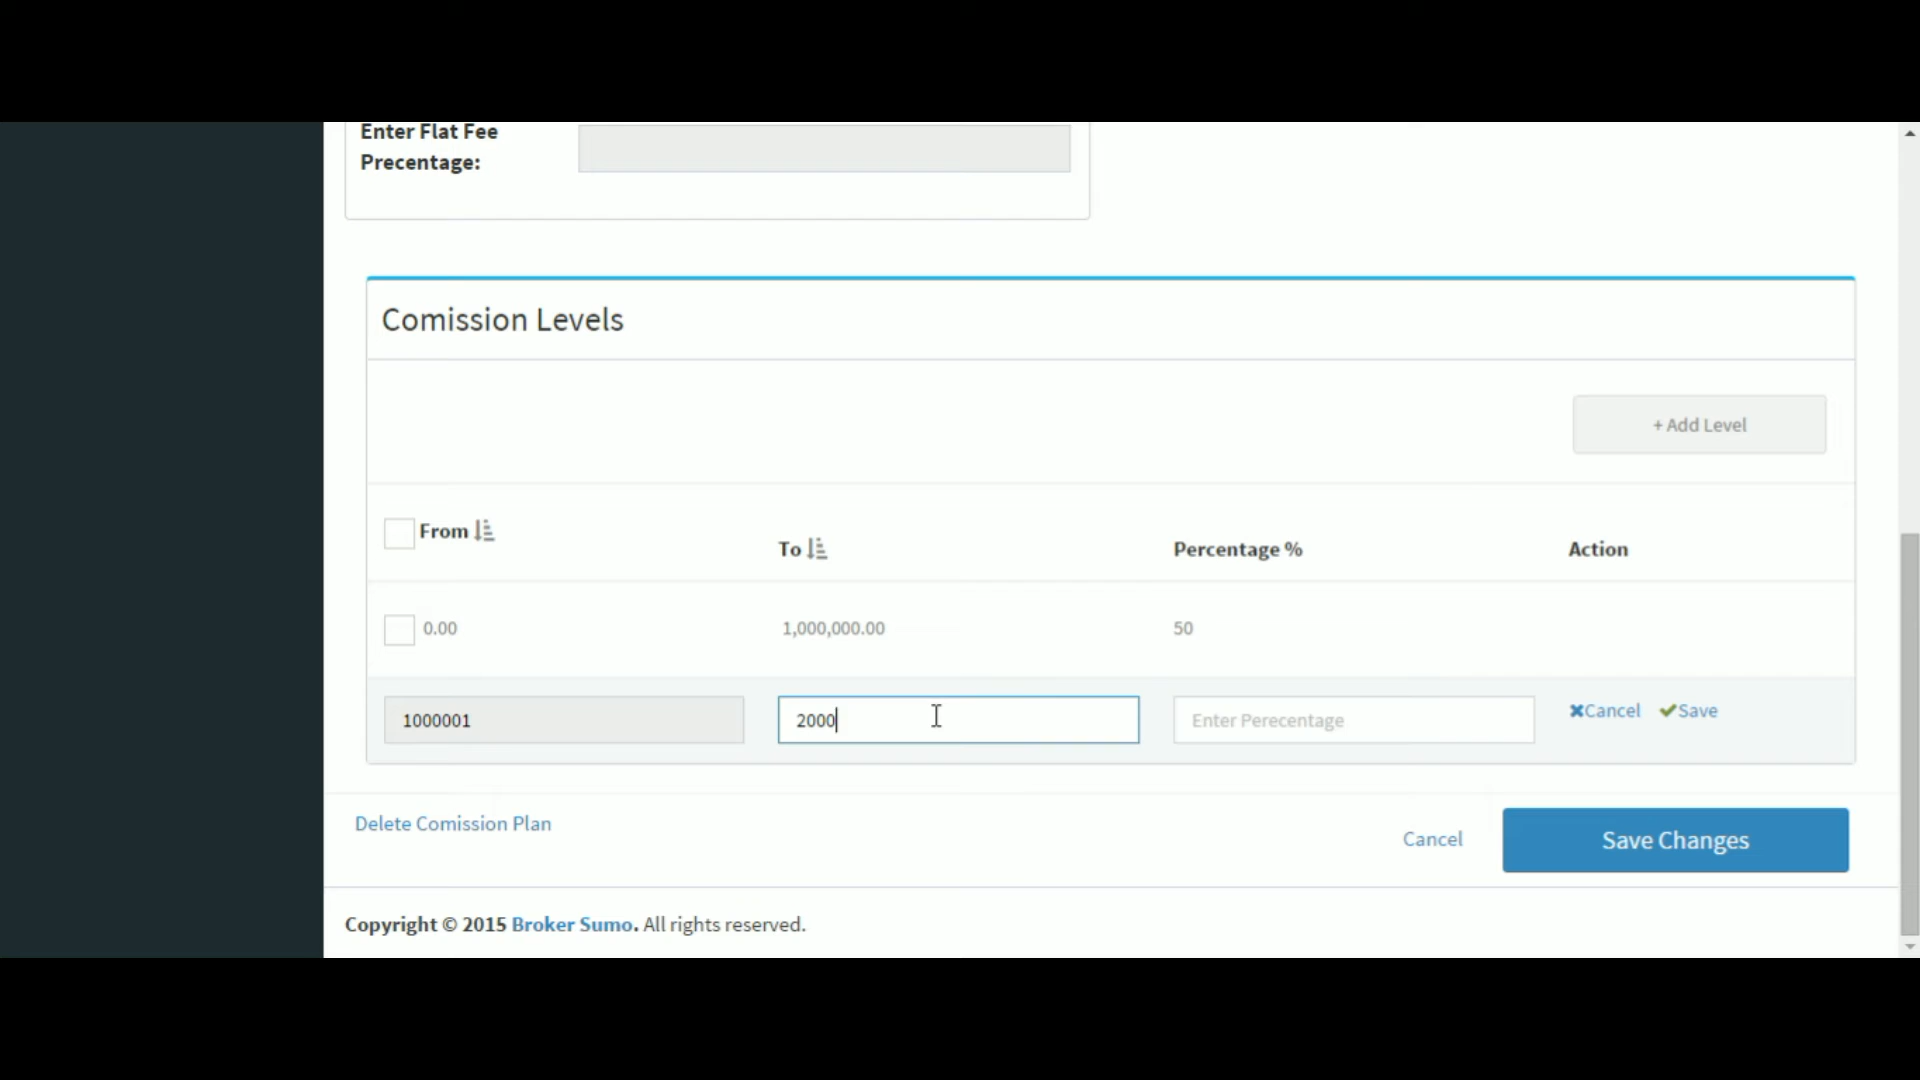 Enter Flat Fee
Precentage:
Comission Levels
+ Add Level
From
To
Percentage %
Action
0.00
1,000,000.00
50
1000001
2000
Enter Perecentage
Cancel
Save
Delete Comission Plan
Cancel
Save Changes
Copyright © 2015 Broker Sumo. All rights reserved.